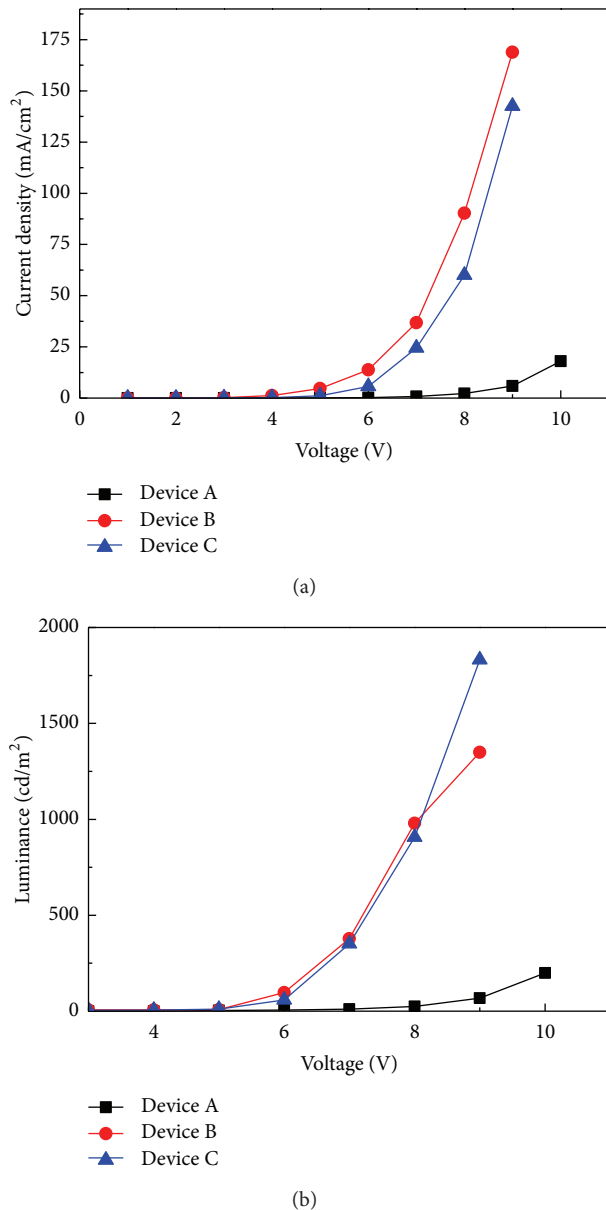 175
150
125
100
75
50
25
0
Current density (mA/cm²)
0 2 4 6 8 10
Voltage (V)
Device A
Device B
Device C
(a)
2000
1500
1000
500
0
Luminance (cd/m²)
4 6 8 10
Voltage (V)
Device A
Device B
Device C
(b)